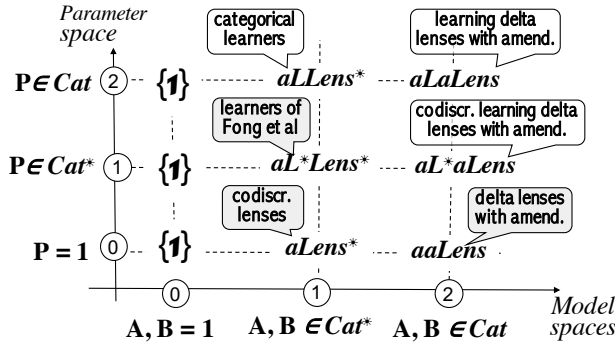 Parameter
space
categorical
learners
learning delta
lenses with amend.
P ∈ Cat
2
{1}
aLLens*
aLaLens
learners of
Fong et al
codiscr. learning delta
lenses with amend.
P ∈ Cat*
1
{1}
aL*Lens*
aL*aLens
codiscr.
lenses
delta lenses
with amend.
P = 1
0
{1}
aLens*
aaLens
0
1
2
A, B = 1
A, B ∈ Cat*
A, B ∈ Cat
Model
spaces